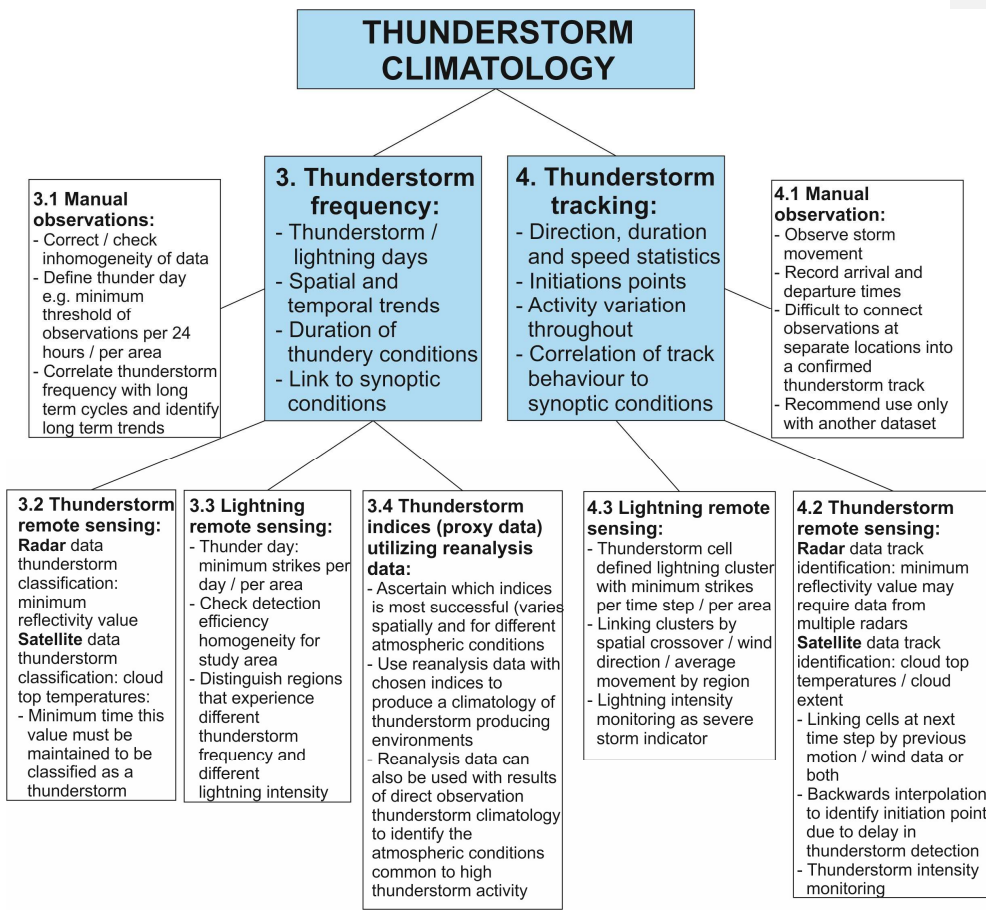 THUNDERSTORM
CLIMATOLOGY
3. Thunderstorm
frequency:
- Thunderstorm /
lightning days
- Spatial and
temporal trends
- Duration of
thundery conditions
- Link to synoptic
conditions
4. Thunderstorm
tracking:
- Direction, duration
and speed statistics
- Initiations points
- Activity variation
throughout
- Correlation of track
behaviour to
synoptic conditions
3.1 Manual
observations:
- Correct / check
inhomogeneity of data
- Define thunder day
e.g. minimum
threshold of
observations per 24
hours / per area
- Correlate thunderstorm
frequency with long
term cycles and identify
long term trends
4.1 Manual
observation:
- Observe storm
movement
- Record arrival and
departure times
- Difficult to connect
observations at
separate locations into
a confirmed
thunderstorm track
- Recommend use only
with another dataset
3.2 Thunderstorm
remote sensing:
Radar data
thunderstorm
classification:
minimum
reflectivity value
Satellite data
thunderstorm
classification: cloud
top temperatures:
- Minimum time this
value must be
maintained to be
classified as a
thunderstorm
3.3 Lightning
remote sensing:
- Thunder day:
minimum strikes per
day / per area
- Check detection
efficiency
homogeneity for
study area
- Distinguish regions
that experience
different
thunderstorm
frequency and
different
lightning intensity
3.4 Thunderstorm
indices (proxy data)
utilizing reanalysis
data:
- Ascertain which indices
is most successful (varies
spatially and for different
atmospheric conditions
- Use reanalysis data with
chosen indices to
produce a climatology of
thunderstorm producing
environments
- Reanalysis data can
also be used with results
of direct observation
thunderstorm climatology
to identify the
atmospheric conditions
common to high
thunderstorm activity
4.3 Lightning remote
sensing:
- Thunderstorm cell
defined lightning cluster
with minimum strikes
per time step / per area
- Linking clusters by
spatial crossover / wind
direction / average
movement by region
- Lightning intensity
monitoring as severe
storm indicator
4.2 Thunderstorm
remote sensing:
Radar data track
identification: minimum
reflectivity value may
require data from
multiple radars
Satellite data track
identification: cloud top
temperatures / cloud
extent
- Linking cells at next
time step by previous
motion / wind data or
both
- Backwards interpolation
to identify initiation point
due to delay in
thunderstorm detection
- Thunderstorm intensity
monitoring